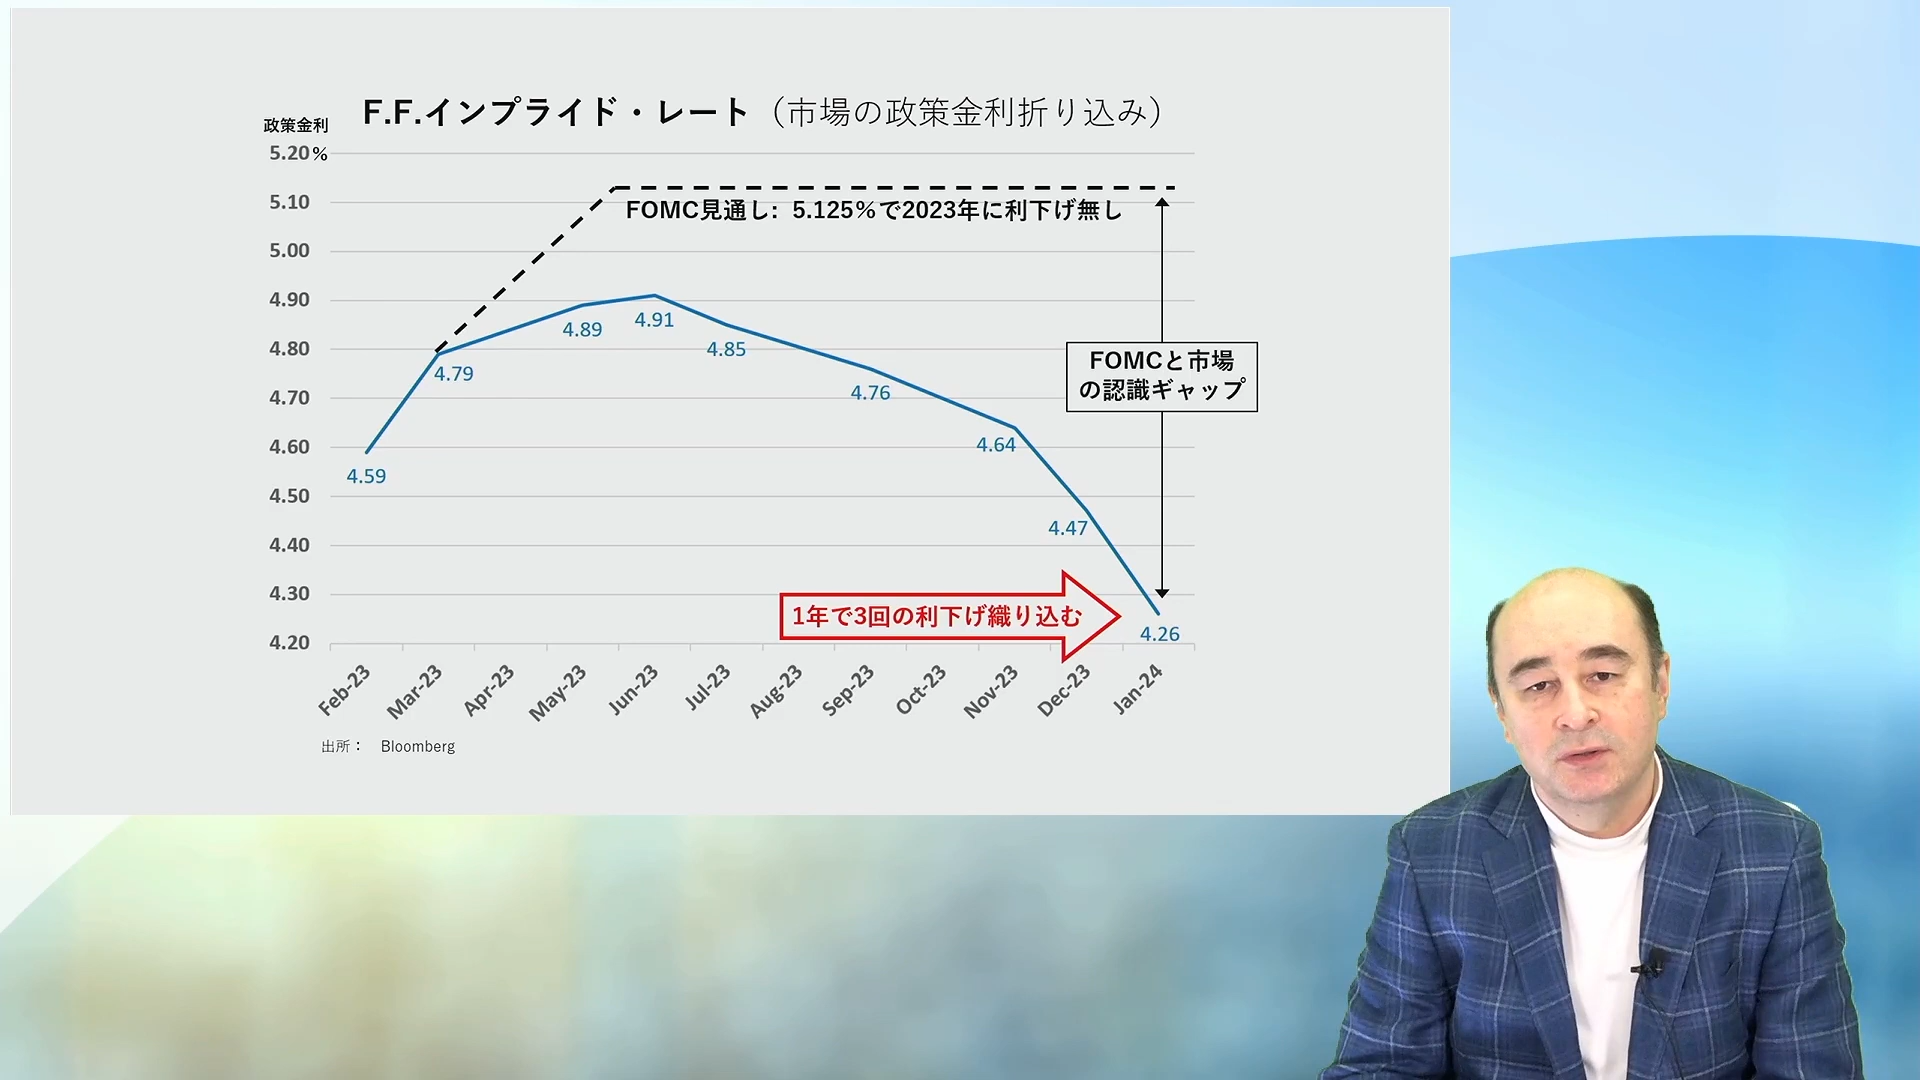 F.F.インプライド・レート（市場の政策金利折り込み）
政策金利
5.20%
5.10
5.00
4.90
4.80
4.70
4.60
4.50
4.40
4.30
4.20
FOMC見通し: 5.125%で2023年に利下げ無し
4.59
4.79
4.89
4.91
4.85
4.76
4.64
4.47
4.26
FOMCと市場
の認識ギャップ
1年で3回の利下げ織り込む
Feb-23
Mar-23
Apr-23
May-23
Jun-23
Jul-23
Aug-23
Sep-23
Oct-23
Nov-23
Dec-23
Jan-24
出所： Bloomberg